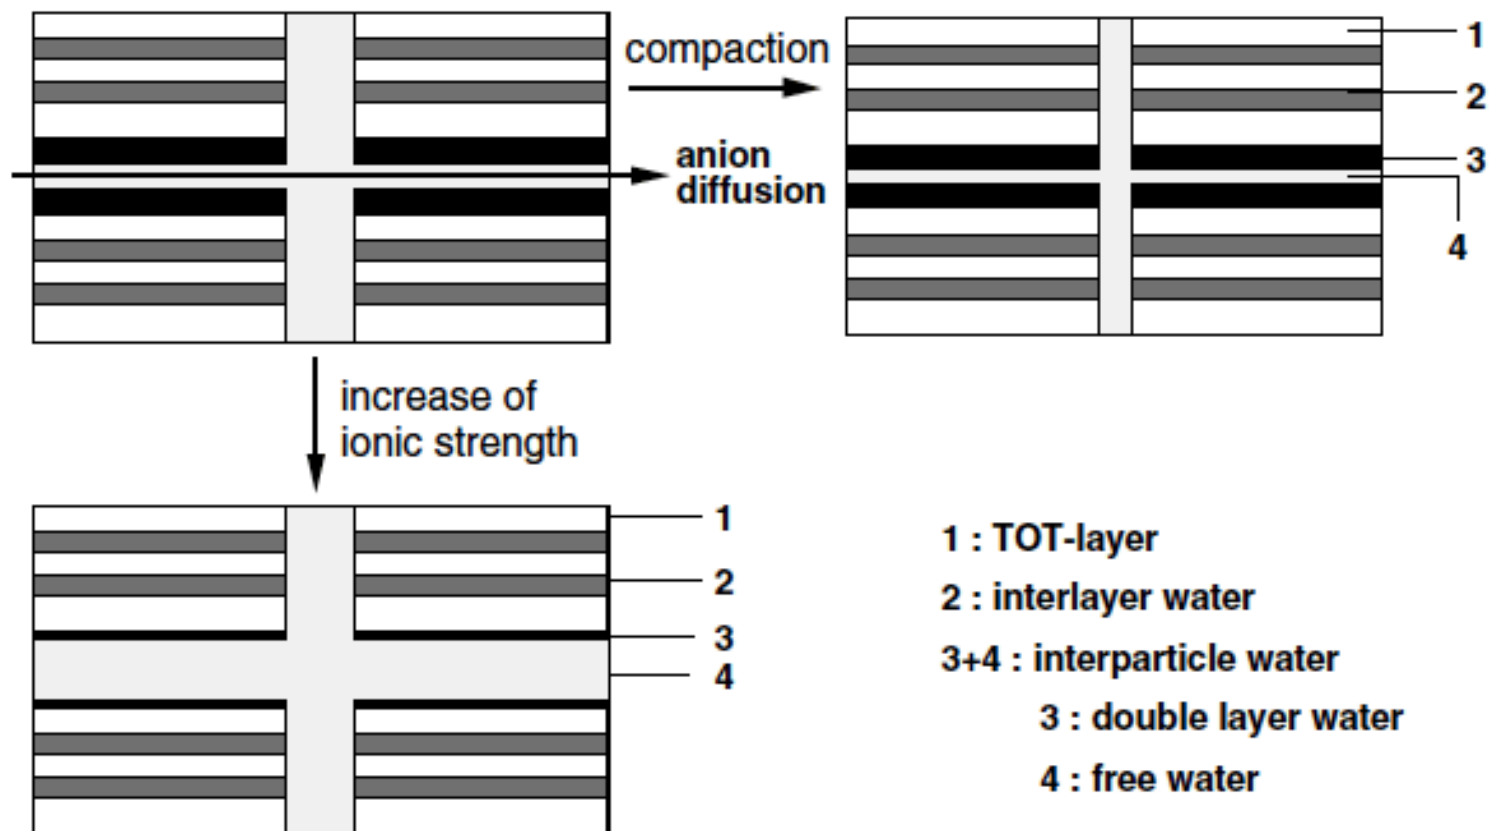 compaction
1
2
anion
diffusion
3
4
increase of
ionic strength
1
2
3
4
1 : TOT-layer
2 : interlayer water
3+4 : interparticle water
3 : double layer water
4 : free water